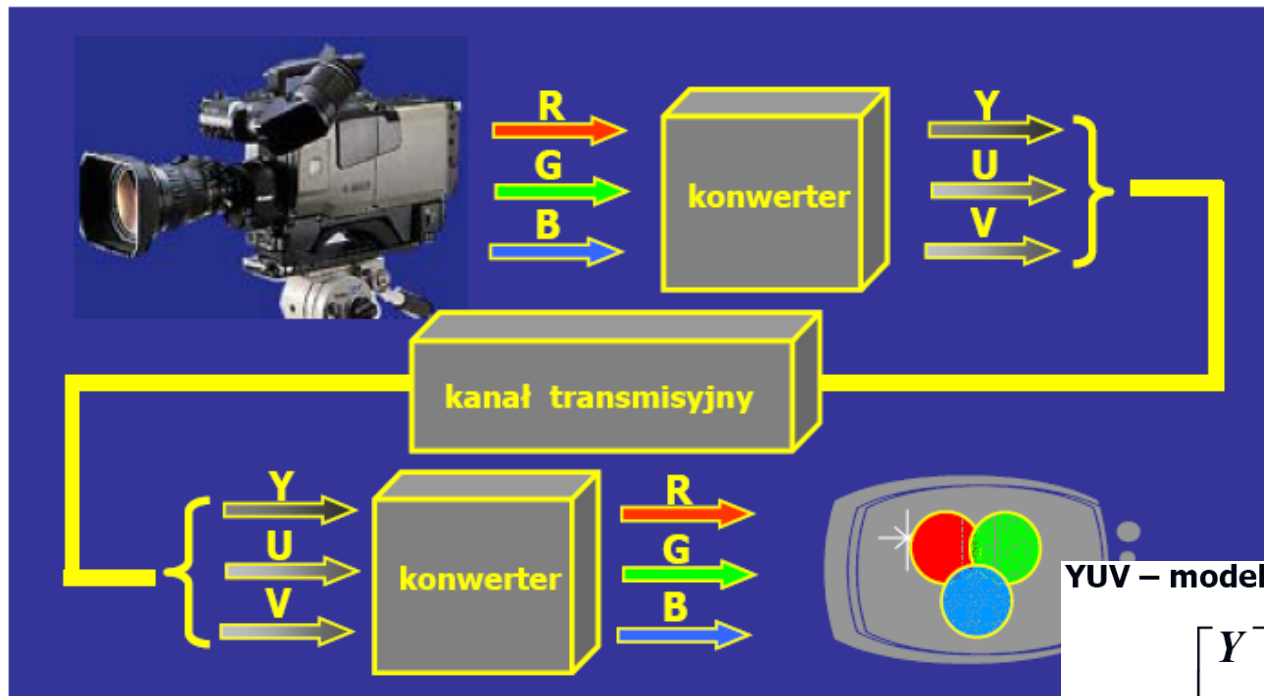 R
G
B
konwerter
Y
U
V
kanał transmisyjny
Y
U
V
konwerter
R
G
B
YUV – model
Y